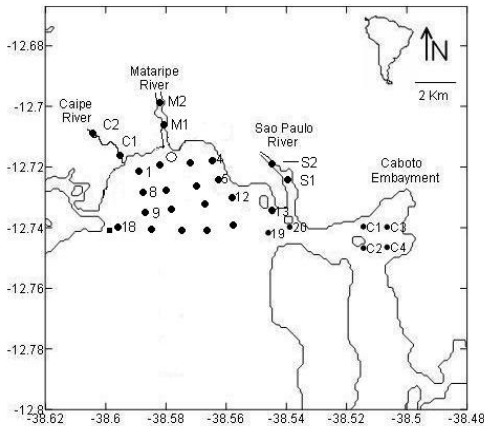 -12.68
N
2 Km
Mataripe
River
M2
-12.7
Caipe
River
C2
M1
C1
Sao Paulo
River
S2
-12.72
1
4
5
S1
Caboto
Embayment
8
12
9
13
-12.74
18
19
20
C1
C3
C2
C4
-12.76
-12.78
-12.8
-38.62
-38.6
-38.58
-38.56
-38.54
-38.52
-38.5
-38.48